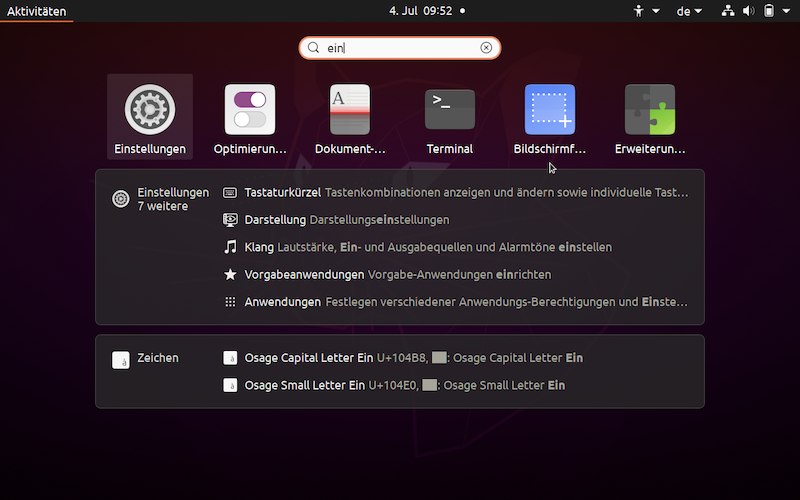 Aktivitäten
4. Jul 09:52
de
ein
Einstellungen
Optimierun…
Dokument-…
Terminal
Bildschirmf…
Erweiterun…
Einstellungen
7 weitere
Tastaturkürzel Tastenkombinationen anzeigen und ändern sowie individuelle Tast…
Darstellung Darstellungseinstellungen
Klang Lautstärke, Ein- und Ausgabequellen und Alarmtöne einstellen
Vorgabeanwendungen Vorgabe-Anwendungen einrichten
Anwendungen Festlegen verschiedener Anwendungs-Berechtigungen und Einste…
Zeichen
Osage Capital Letter Ein U+104B8, : Osage Capital Letter Ein
Osage Small Letter Ein U+104E0, : Osage Small Letter Ein